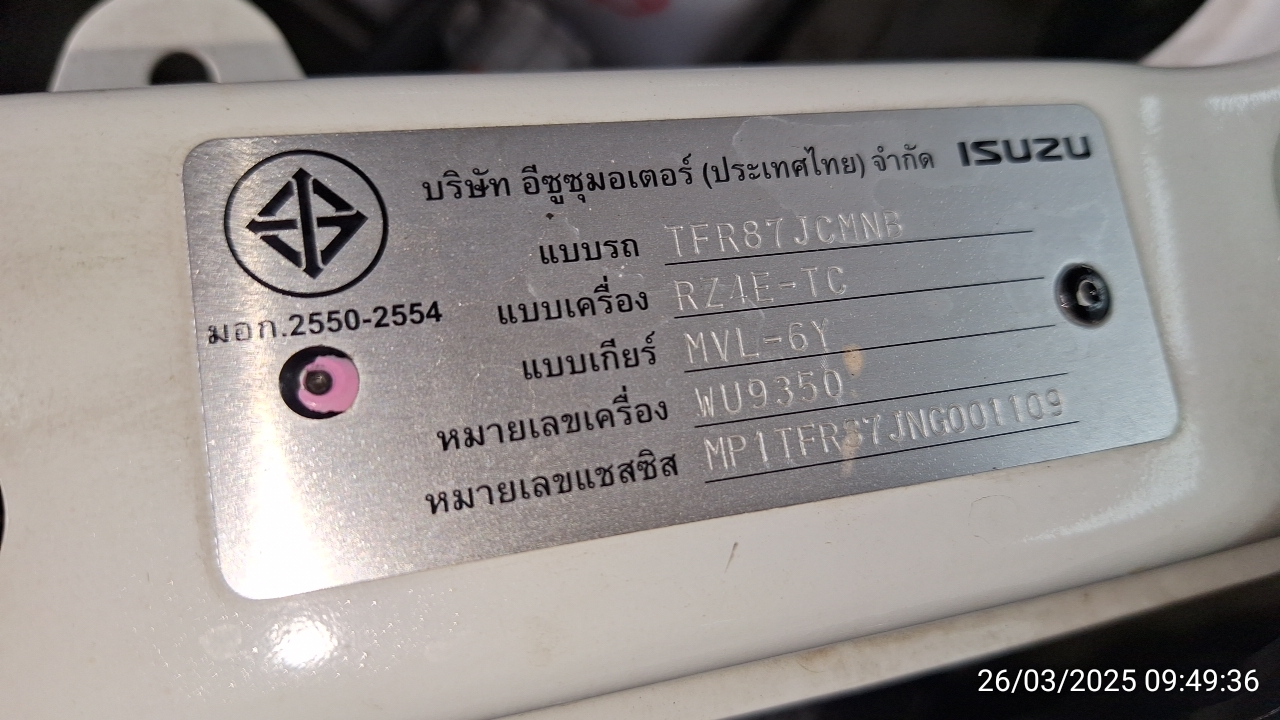 บริษัท อีซูซุมอเตอร์ (ประเทศไทย) จำกัด ISUZU
แบบรถ TFR87JCMNB
แบบเครื่อง RZ4E-TC
มอก.2550-2554
แบบเกียร์ MVL-6Y
หมายเลขเครื่อง WU9350
หมายเลขแชสซิส MP1TFR87JNG001109
26/03/2025 09:49:36